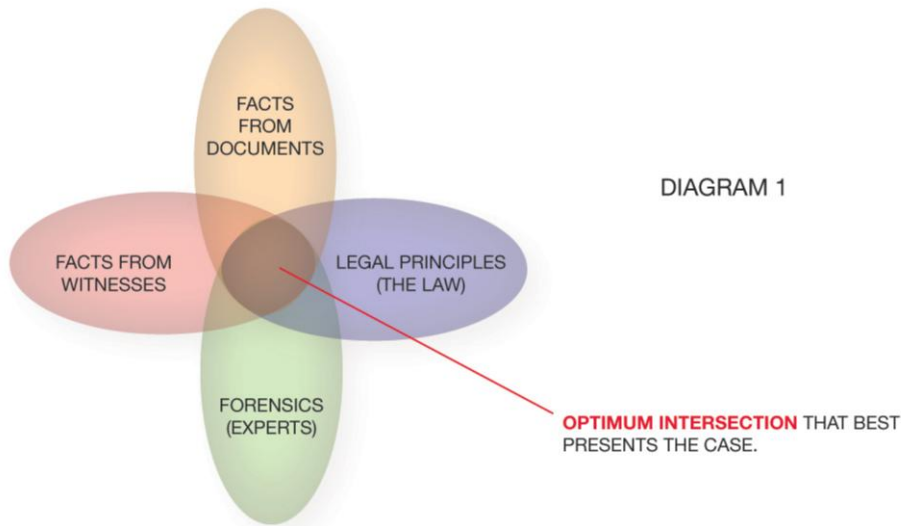 FACTS
FROM
DOCUMENTS
DIAGRAM 1
FACTS FROM
WITNESSES
LEGAL PRINCIPLES
(THE LAW)
FORENSICS
(EXPERTS)
OPTIMUM INTERSECTION THAT BEST
PRESENTS THE CASE.